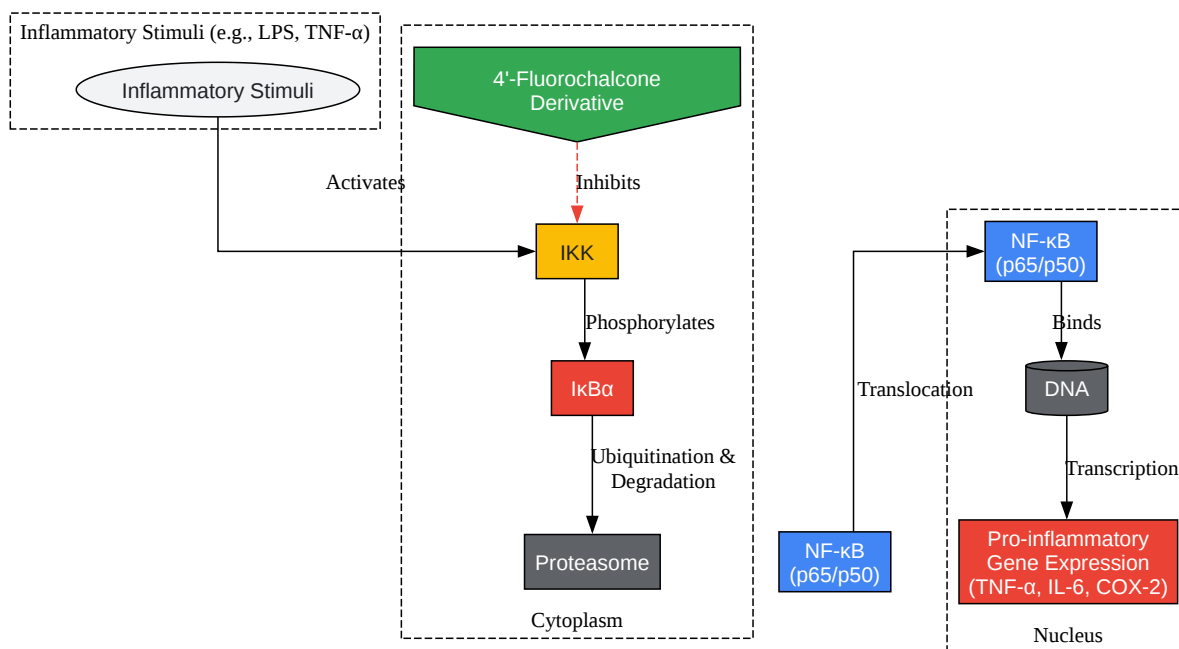 Inflammatory Stimuli (e.g., LPS, TNF-α)
Inflammatory Stimuli
4'-Fluorochalcone
Derivative
Activates
Inhibits
IKK
Phosphorylates
IκBα
Ubiquitination &
Degradation
Proteasome
Cytoplasm
NF-κB
(p65/p50)
Translocation
NF-κB
(p65/p50)
Binds
DNA
Transcription
Pro-inflammatory
Gene Expression
(TNF-α, IL-6, COX-2)
Nucleus